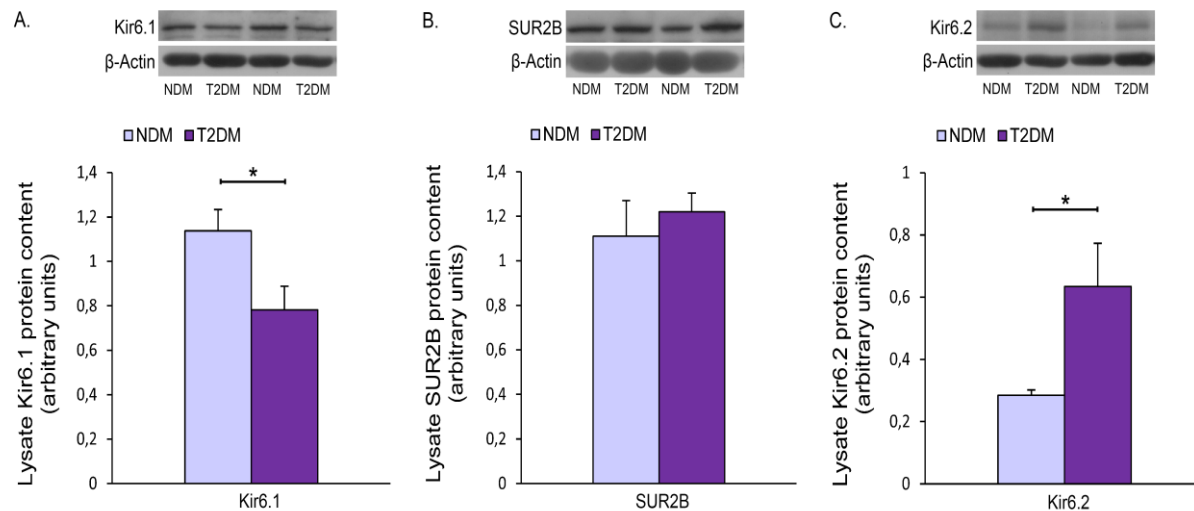 A.
Kir6.1
β-Actin
NDM T2DM NDM T2DM
NDM T2DM
Lysate Kir6.1 protein content
(arbitrary units)
1,4
1,2
1
0,8
0,6
0,4
0,2
0
*
Kir6.1
B.
SUR2B
β-Actin
NDM T2DM NDM T2DM
NDM T2DM
Lysate SUR2B protein content
(arbitrary units)
1,4
1,2
1
0,8
0,6
0,4
0,2
0
SUR2B
C.
Kir6.2
β-Actin
NDM T2DM NDM T2DM
NDM T2DM
Lysate Kir6.2 protein content
(arbitrary units)
1
0,8
0,6
0,4
0,2
0
*
Kir6.2